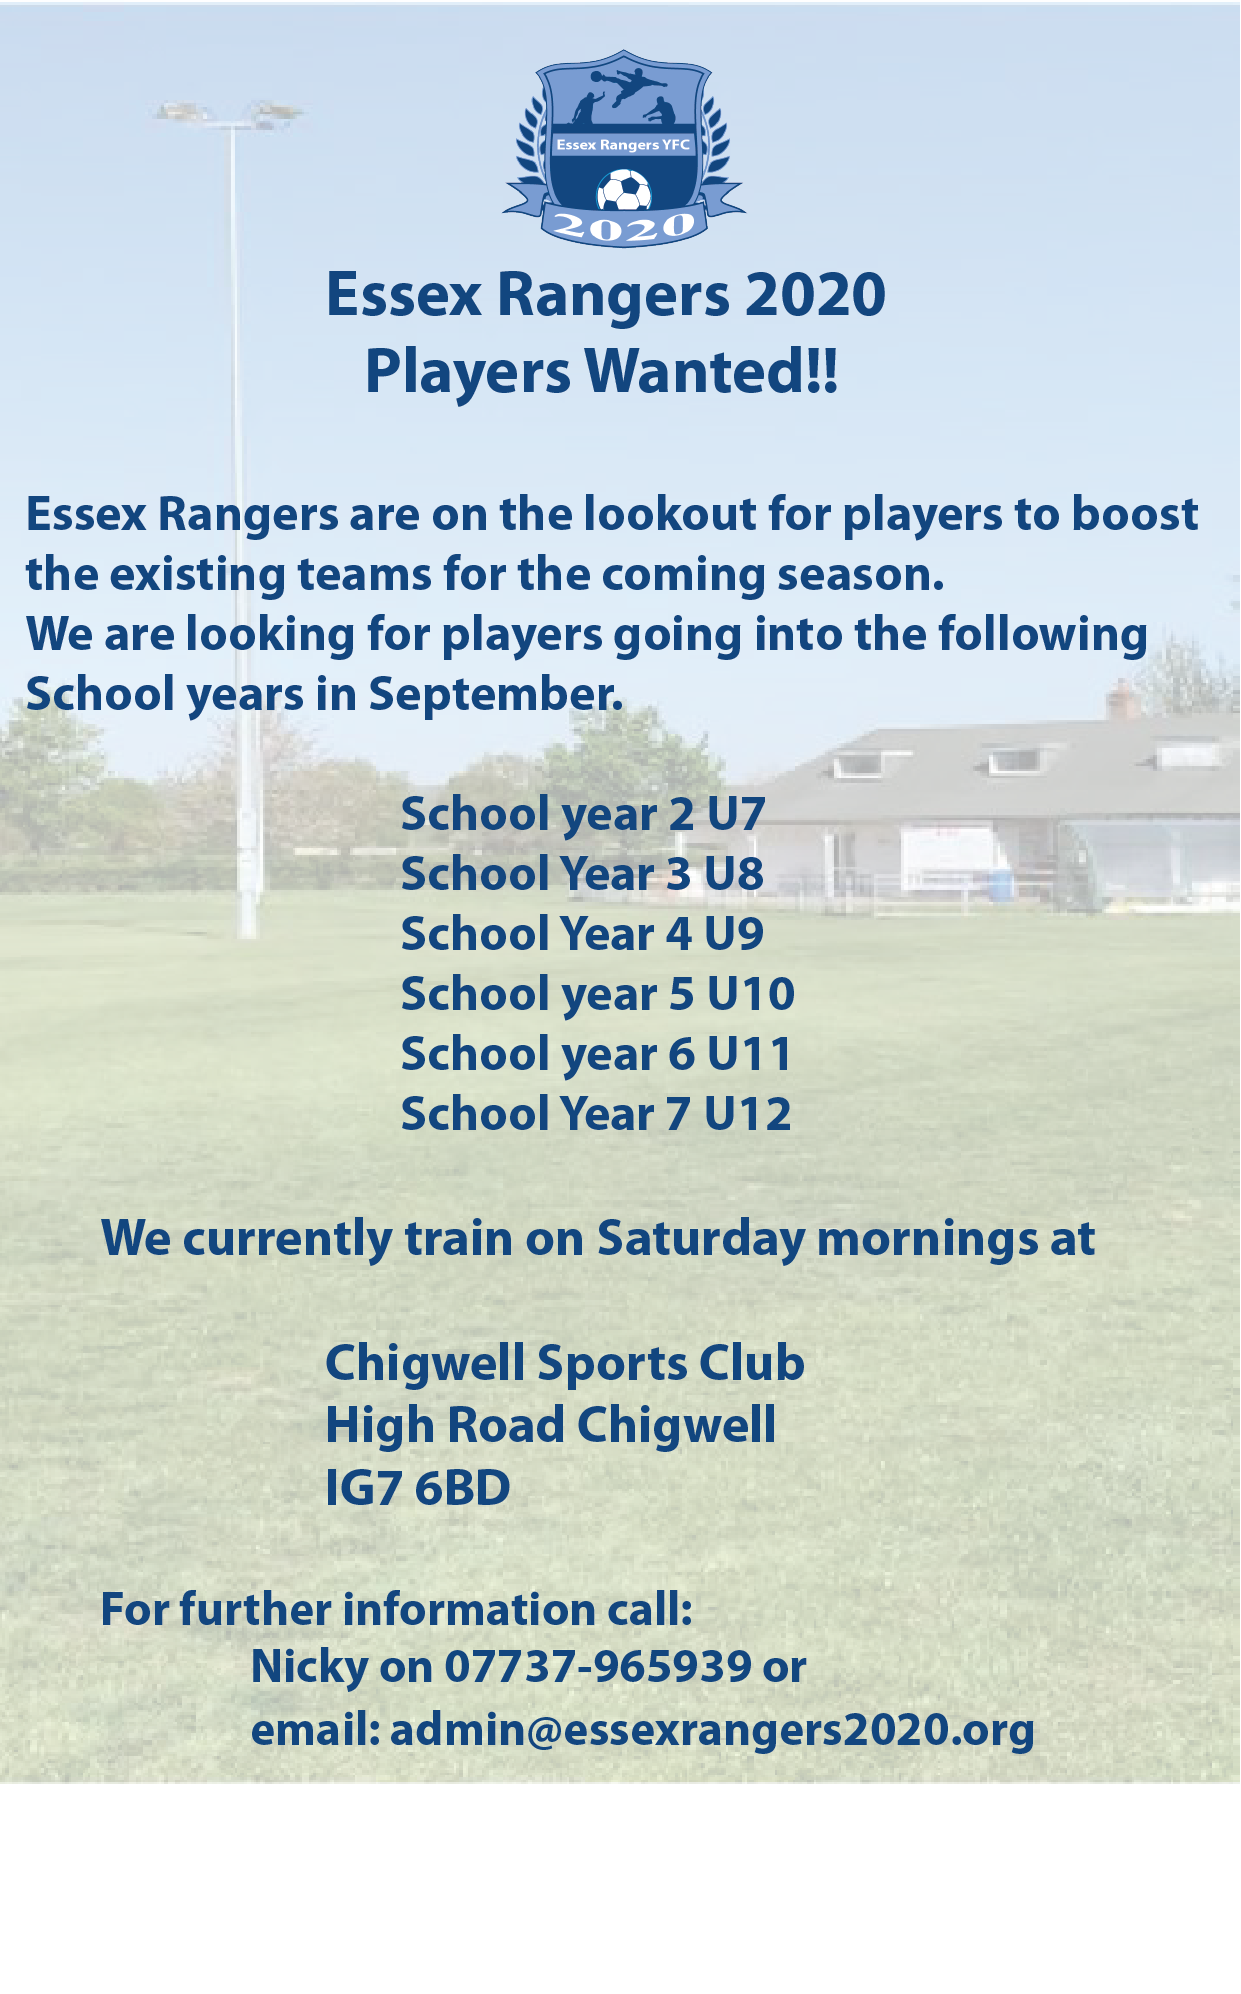 Essex Rangers YFC
2020
Essex Rangers 2020
Players Wanted!!
Essex Rangers are on the lookout for players to boost
the existing teams for the coming season.
We are looking for players going into the following
School years in September.
School year 2 U7
School Year 3 U8
School Year 4 U9
School year 5 U10
School year 6 U11
School Year 7 U12
We currently train on Saturday mornings at
Chigwell Sports Club
High Road Chigwell
IG7 6BD
For further information call:
Nicky on 07737-965939 or
email: admin@essexrangers2020.org